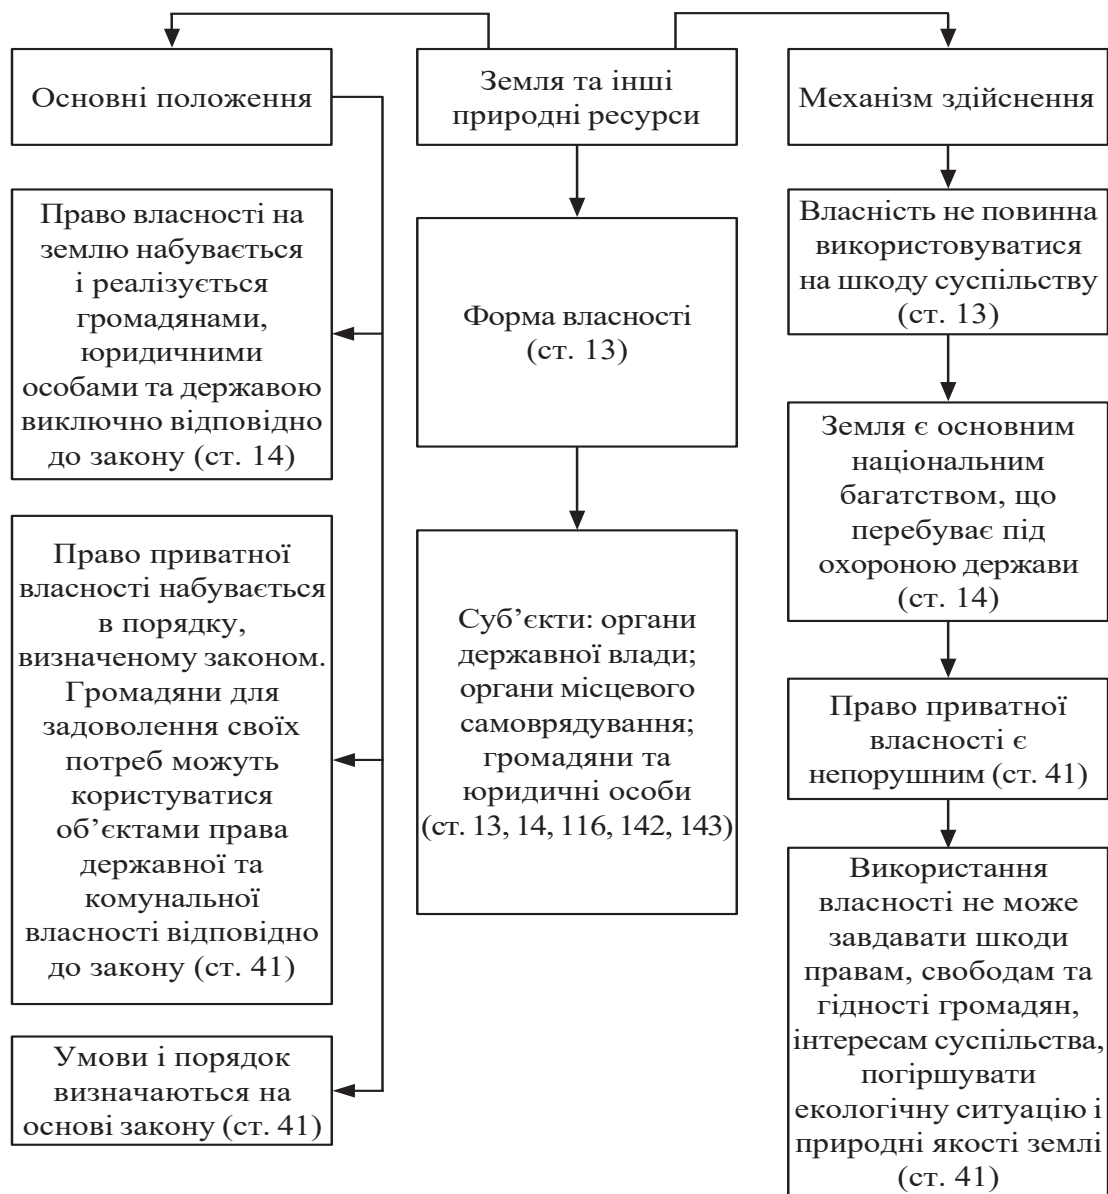 Основні положення
Земля та інші
природні ресурси
Механізм здійснення
Право власності на
землю набувається
і реалізується
громадянами,
юридичними
особами та державою
виключно відповідно
до закону (ст. 14)
Право приватної
власності набувається
в порядку,
визначеному законом.
Громадяни для
задоволення своїх
потреб можуть
користуватися
об’єктами права
державної та
комунальної
власності відповідно
до закону (ст. 41)
Умови і порядок
визначаються на
основі закону (ст. 41)
Форма власності
(ст. 13)
Суб’єкти: органи
державної влади;
органи місцевого
самоврядування;
громадяни та
юридичні особи
(ст. 13, 14, 116, 142, 143)
Власність не повинна
використовуватися
на шкоду суспільству
(ст. 13)
Земля є основним
національним
багатством, що
перебуває під
охороною держави
(ст. 14)
Право приватної
власності є
непорушним (ст. 41)
Використання
власності не може
завдавати шкоди
правам, свободам та
гідності громадян,
інтересам суспільства,
погіршувати
екологічну ситуацію і
природні якості землі
(ст. 41)